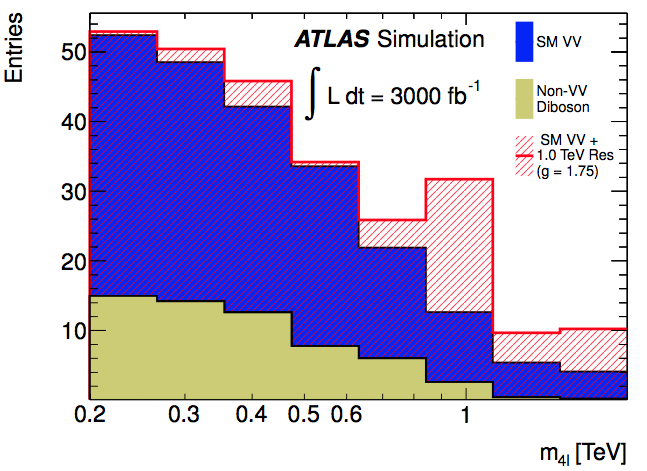 Entries
50
40
30
20
10
ATLAS Simulation
∫ L dt = 3000 fb⁻¹
SM VV
Non-VV
Diboson
SM VV +
1.0 TeV Res
(g = 1.75)
0.2 0.3 0.4 0.5 0.6 1
m₄ₗ [TeV]